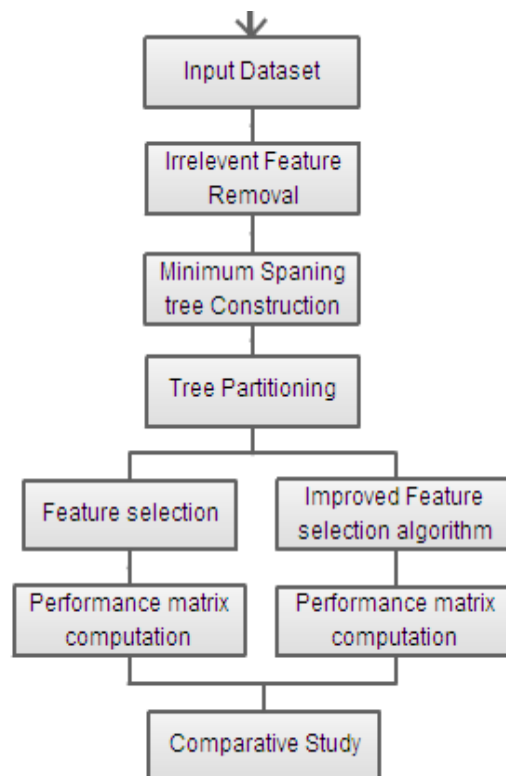 Input Dataset
Irrelevent Feature
Removal
Minimum Spaning
tree Construction
Tree Partitioning
Feature selection
Improved Feature
selection algorithm
Performance matrix
computation
Performance matrix
computation
Comparative Study